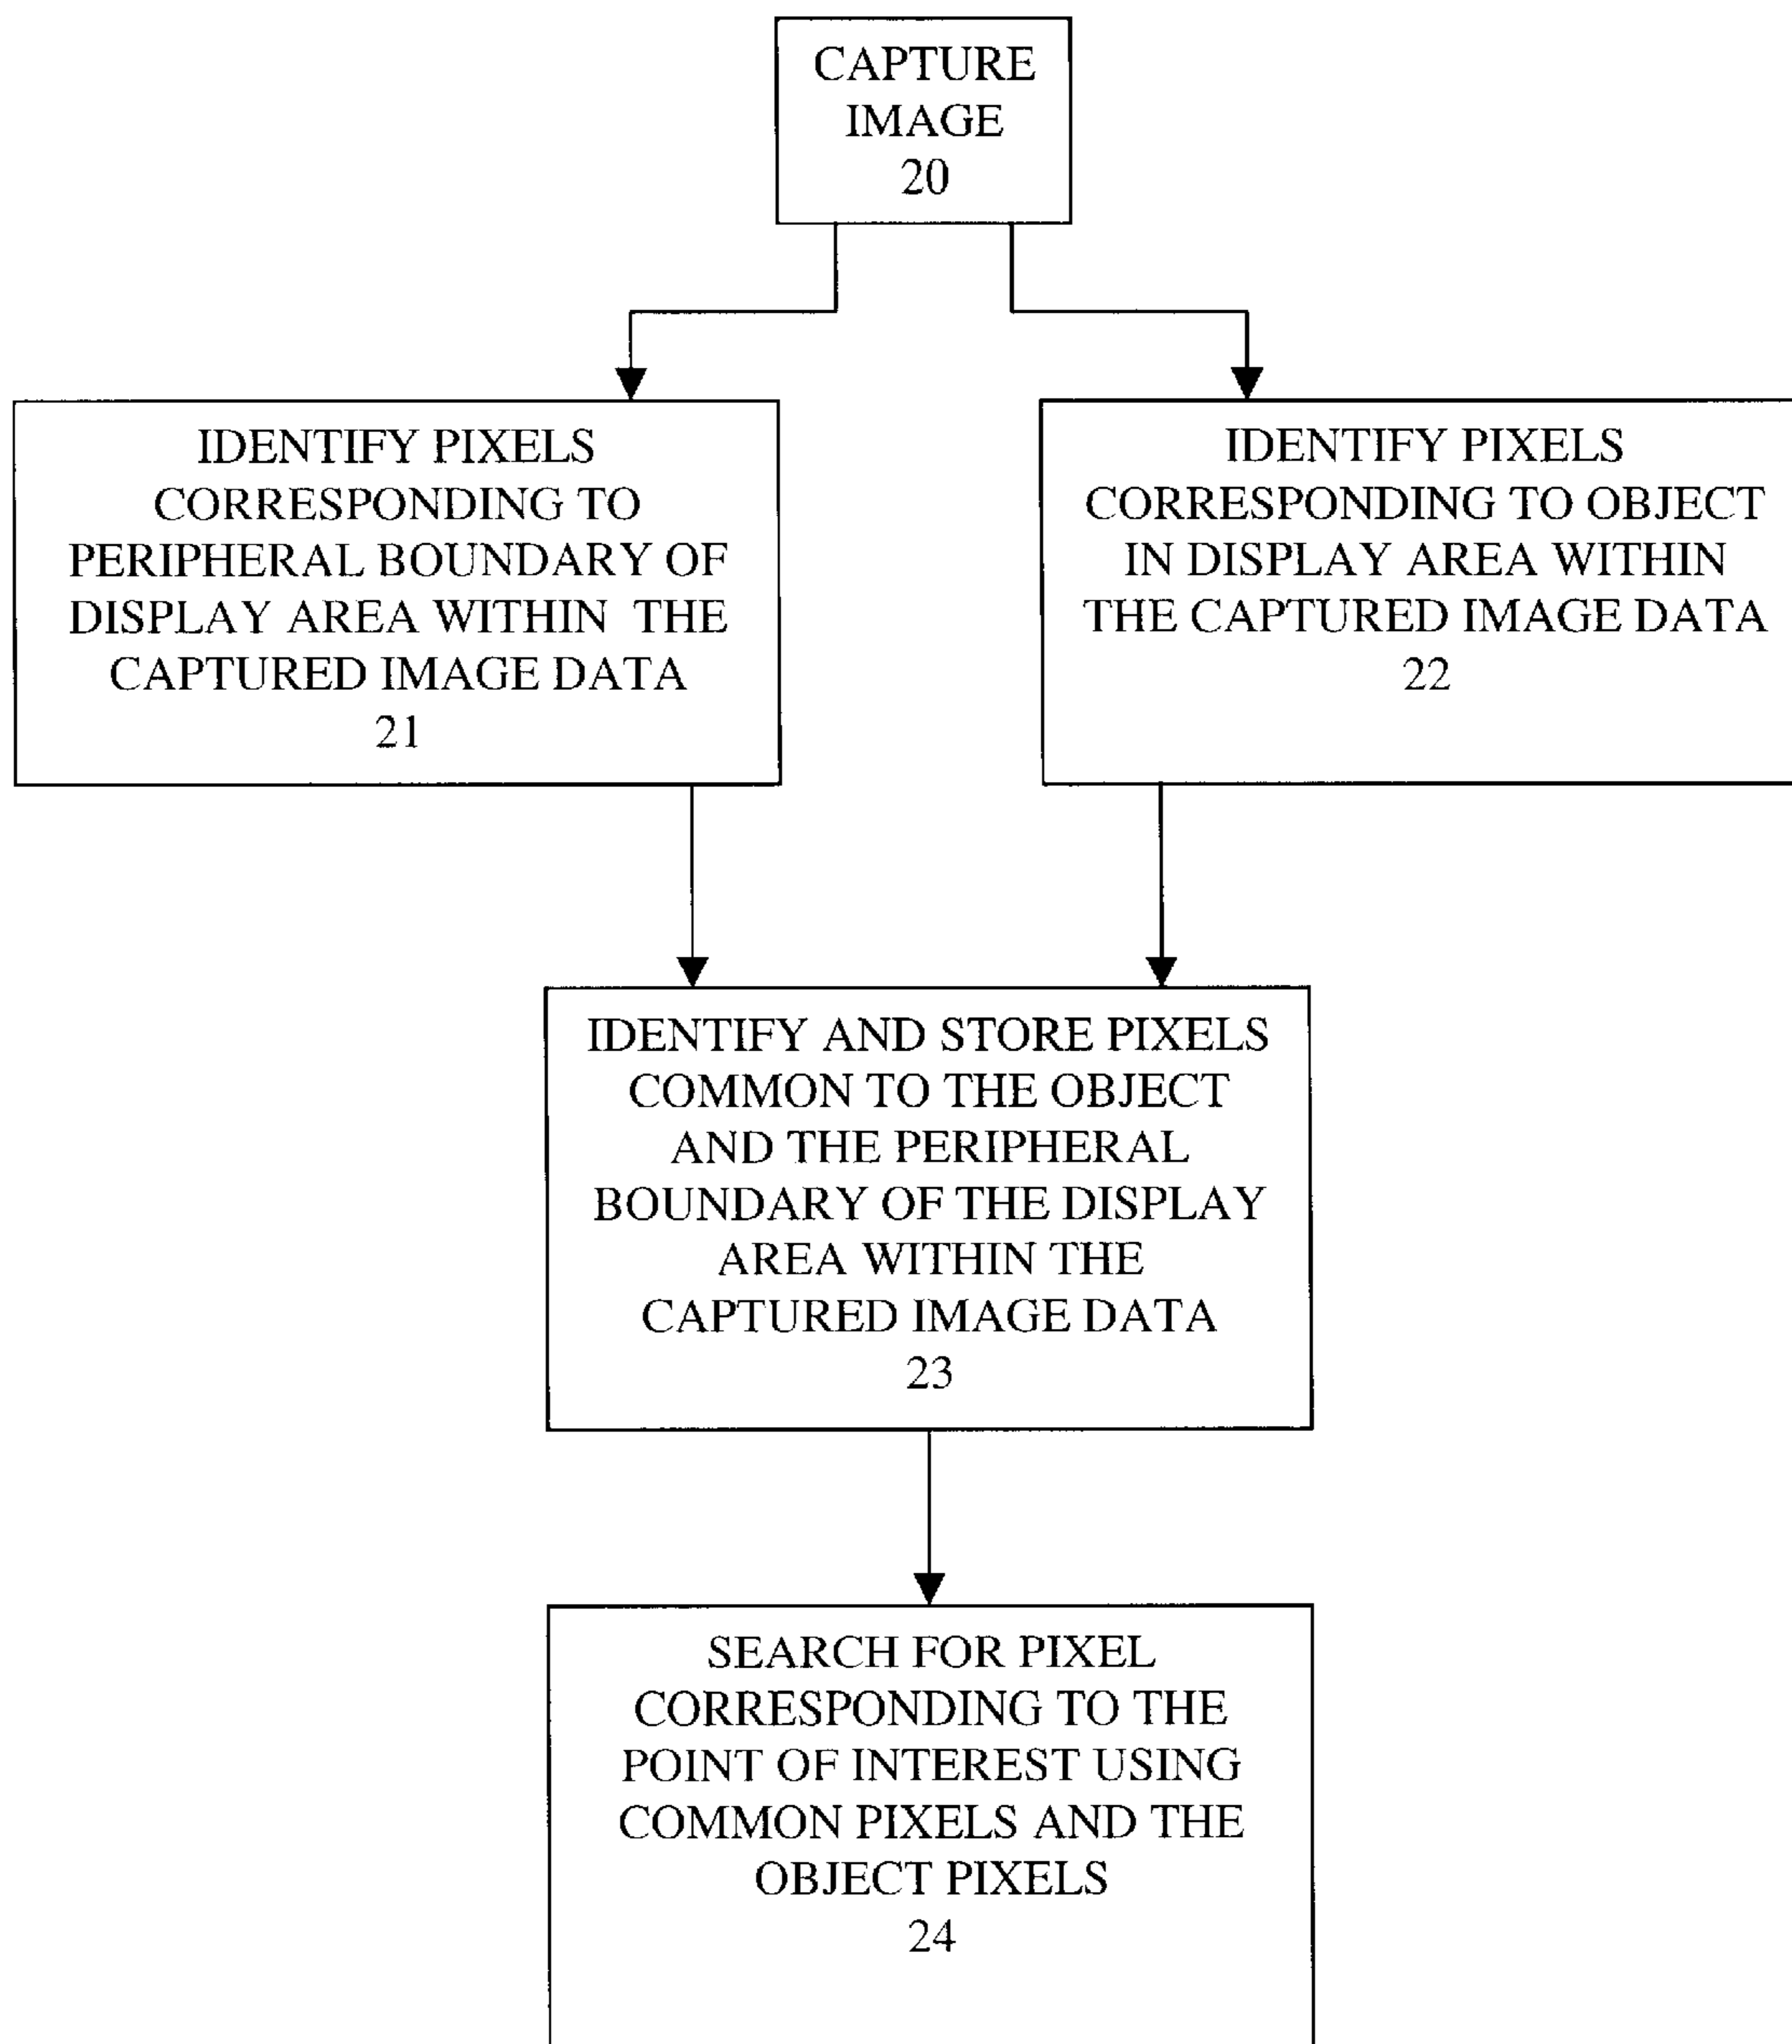 CAPTURE
IMAGE
20
IDENTIFY PIXELS
CORRESPONDING TO
PERIPHERAL BOUNDARY OF
DISPLAY AREA WITHIN THE
CAPTURED IMAGE DATA
21
IDENTIFY PIXELS
CORRESPONDING TO OBJECT
IN DISPLAY AREA WITHIN
THE CAPTURED IMAGE DATA
22
IDENTIFY AND STORE PIXELS
COMMON TO THE OBJECT
AND THE PERIPHERAL
BOUNDARY OF THE DISPLAY
AREA WITHIN THE
CAPTURED IMAGE DATA
23
SEARCH FOR PIXEL
CORRESPONDING TO THE
POINT OF INTEREST USING
COMMON PIXELS AND THE
OBJECT PIXELS
24